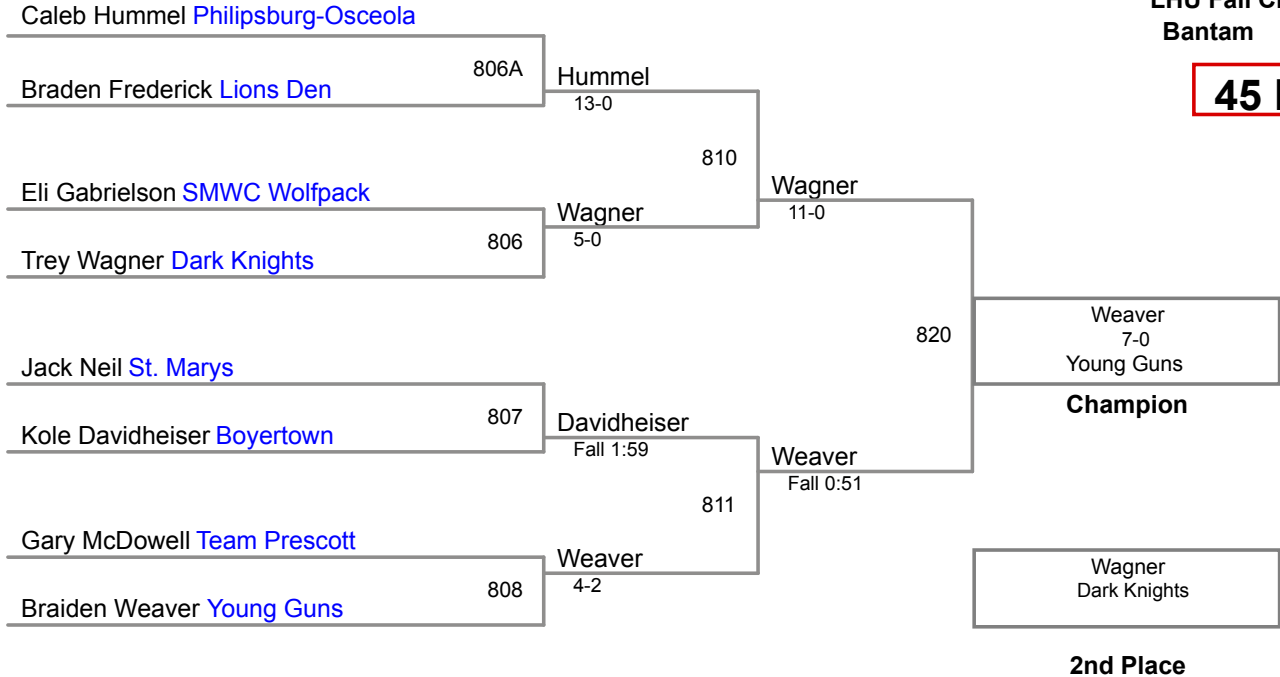 LHU Fall
Bantam
45
Caleb Hummel Philipsburg-Osceola
806A
Braden Frederick Lions Den
Hummel
13-0
810
Eli Gabrielson SMWC Wolfpack
806
Trey Wagner Dark Knights
Wagner
5-0
Wagner
11-0
820
Jack Neil St. Marys
807
Kole Davidheiser Boyertown
Davidheiser
Fall 1:59
811
Gary McDowell Team Prescott
808
Braiden Weaver Young Guns
Weaver
4-2
Weaver
Fall 0:51
Weaver
7-0
Young Guns
Champion
Wagner
Dark Knights
2nd Place